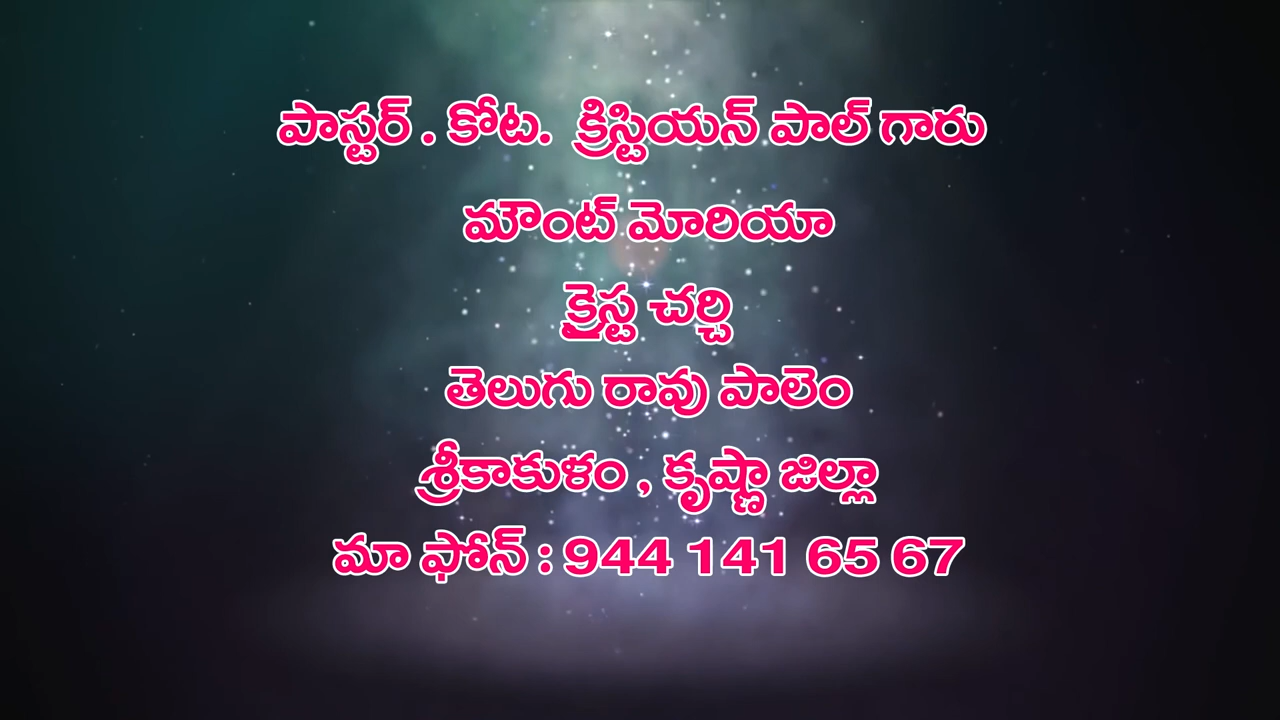 పాస్టర్ . కోట. క్రిస్టియన్ పాల్ గారు
మౌంట్ మోరియా
క్రైస్ట చర్చి
తెలుగు రావు పాలెం
శ్రీకాకుళం , కృష్ణా జిల్లా
మా ఫోన్ : 944 141 65 67